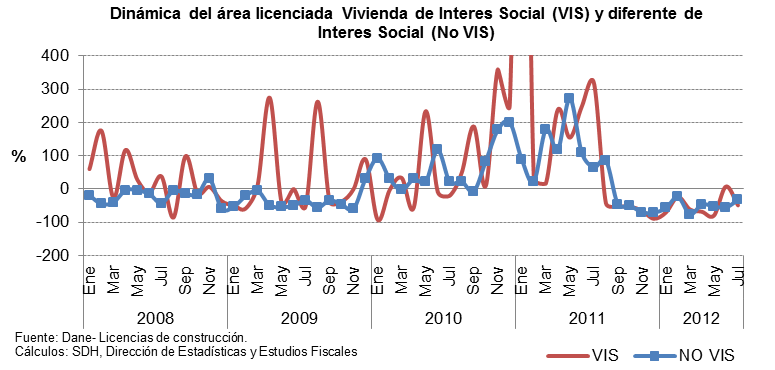 Dinámica del área licenciada Vivienda de Interes Social (VIS) y diferente de
Interes Social (No VIS)
400
300
200
100
0
-100
-200
%
Ene Mar May Jul Sep Nov Ene Mar May Jul Sep Nov Ene Mar May Jul Sep Nov Ene Mar May Jul Sep Nov Ene Mar May Jul
2008 2009 2010 2011 2012
Fuente: Dane- Licencias de construcción.
Cálculos: SDH, Dirección de Estadísticas y Estudios Fiscales
VIS NO VIS